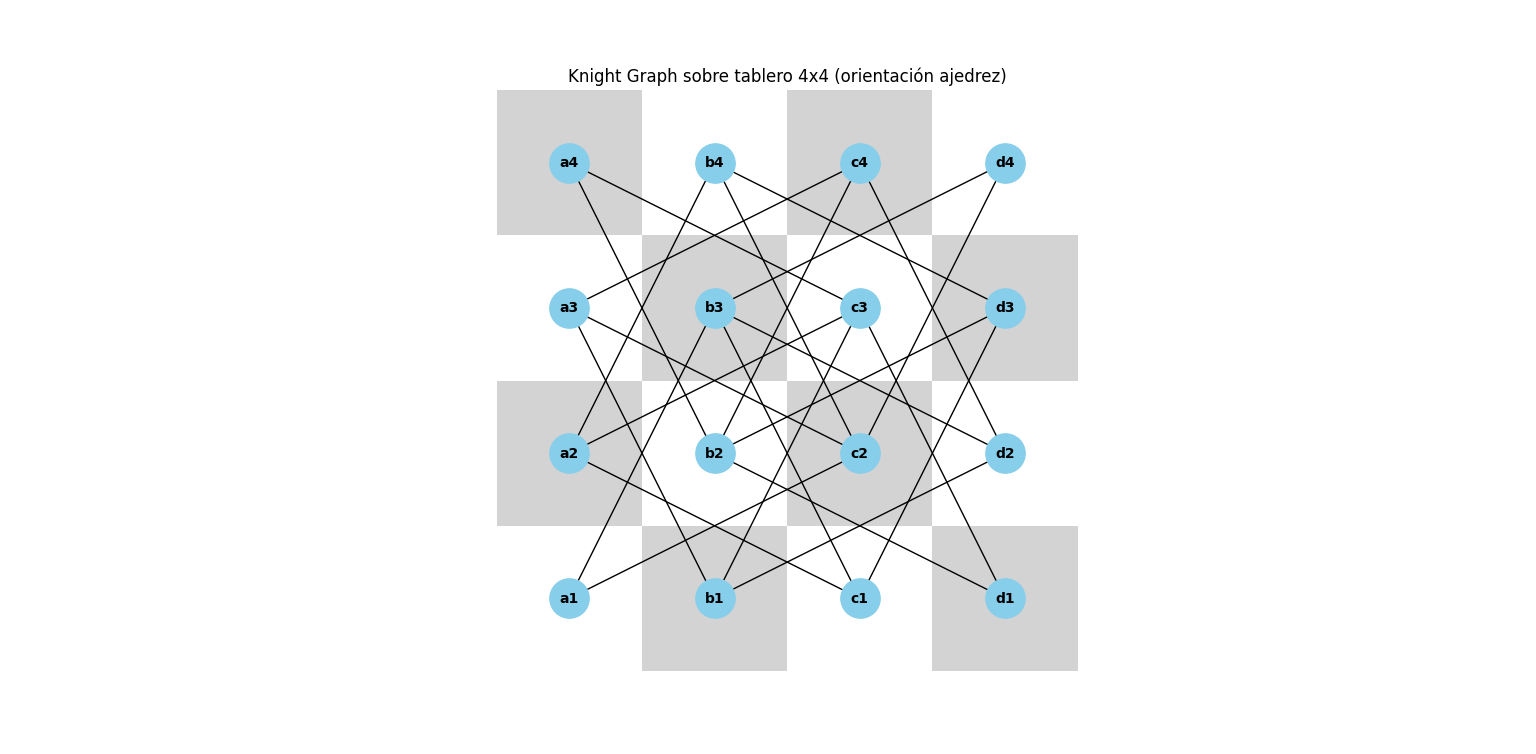 Knight Graph sobre tablero 4x4 (orientación ajedrez)
a4 b4 c4 d4
a3 b3 c3 d3
a2 b2 c2 d2
a1 b1 c1 d1